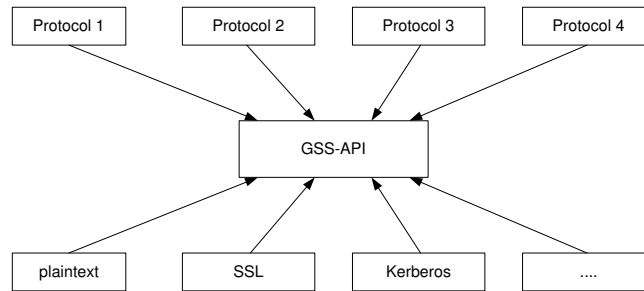 Protocol 1
Protocol 2
Protocol 3
Protocol 4
GSS-API
plaintext
SSL
Kerberos
....